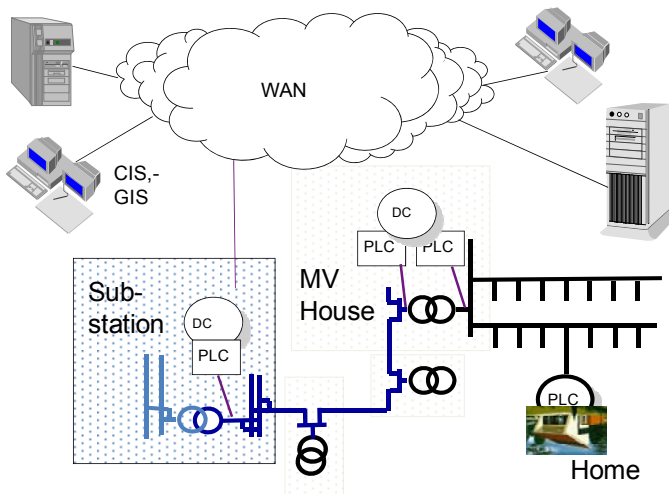 WAN
CIS,-
GIS
DC
PLC
PLC
MV
House
Sub-
station
DC
PLC
PLC
Home